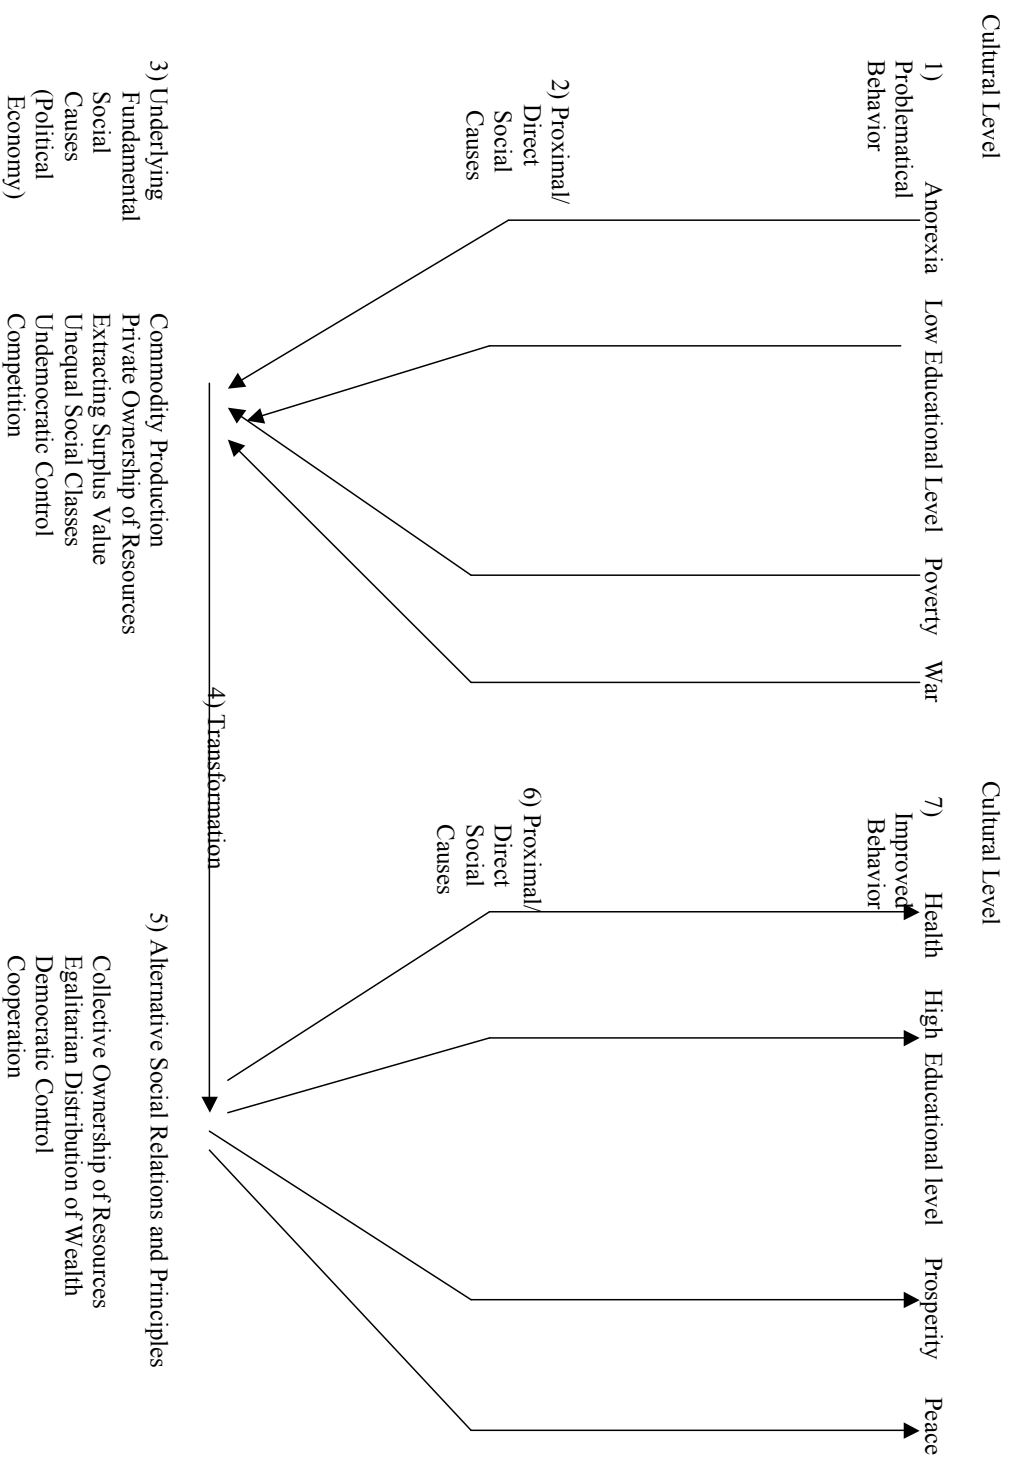 Cultural Level
Cultural Level
1)
Problematical
Behavior
Anorexia Low Educational Level Poverty War
7)
Improved
Behavior
Health High Educational level Prosperity Peace
2) Proximal/
Direct
Social
Causes
6) Proximal/
Direct
Social
Causes
4) Transformation
3) Underlying
Fundamental
Social
Causes
(Political
Economy)
Commodity Production
Private Ownership of Resources
Extracting Surplus Value
Unequal Social Classes
Undemocratic Control
Competition
5) Alternative Social Relations and Principles
Collective Ownership of Resources
Egalitarian Distribution of Wealth
Democratic Control
Cooperation